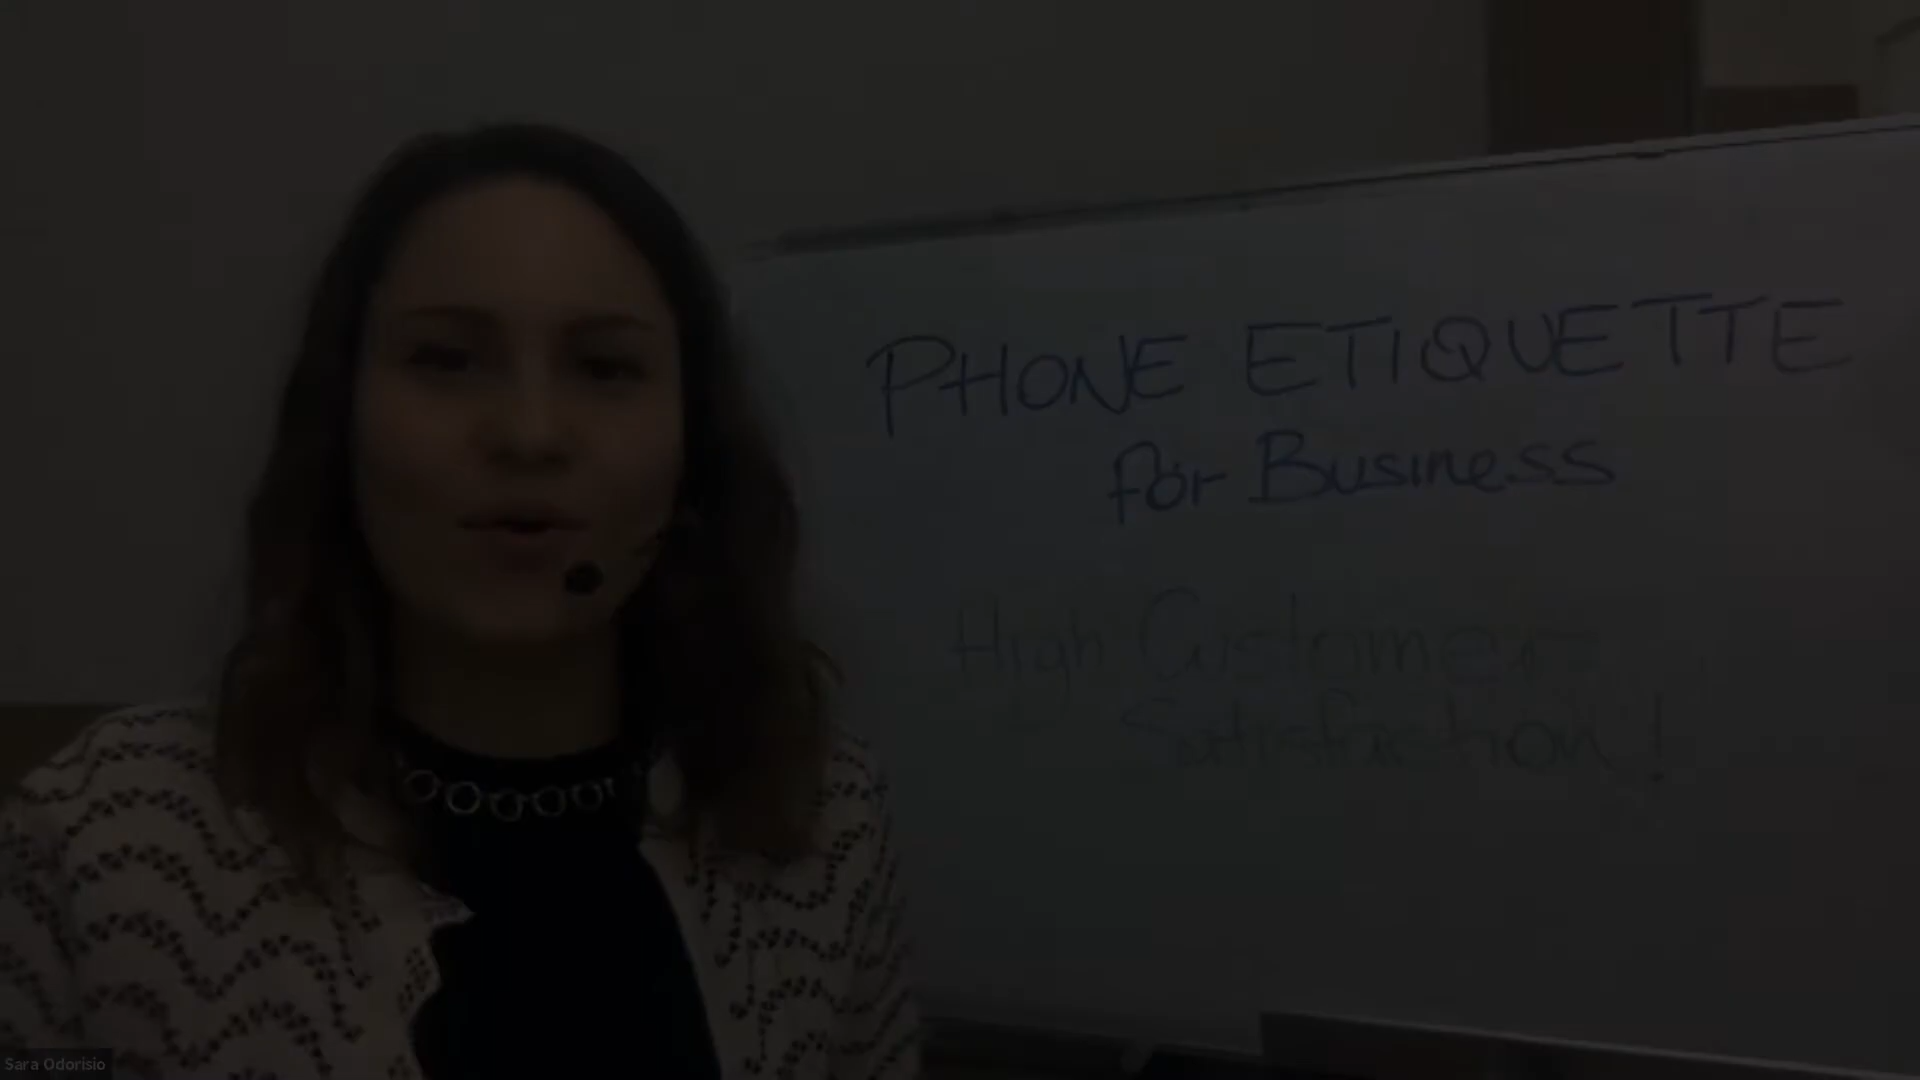 PHONE ETIQUETTE
for Business
High Customer
Satisfaction!
Sara Odorisio